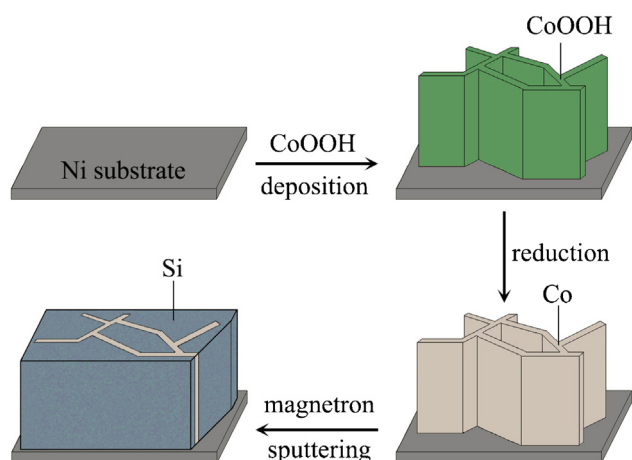 CoOOH
Ni substrate
CoOOH
deposition
reduction
Si
Co
magnetron
sputtering